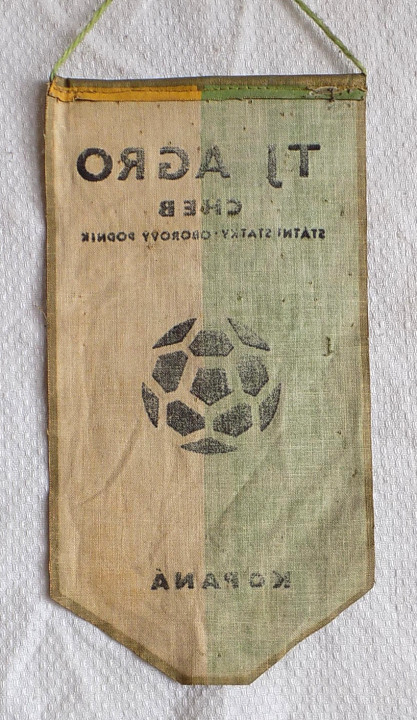 TJ AGRO
CHEB
STÁTNÍ STATKY·OBOROVÝ PODNIK
KOPANÁ